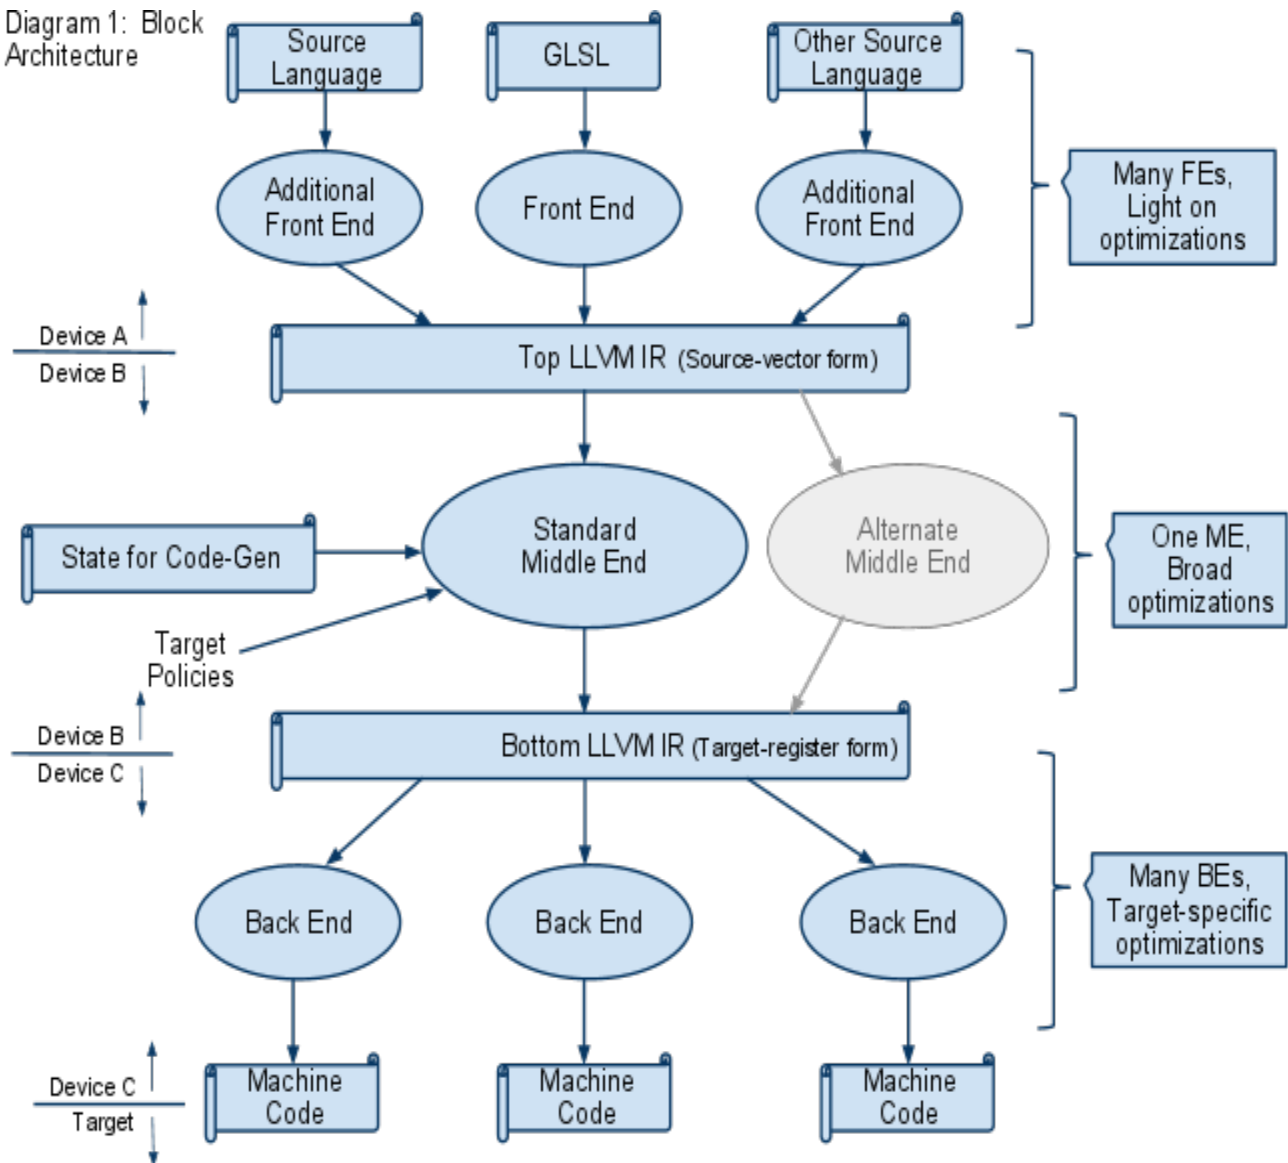 Diagram 1: Block
Architecture
Source
Language
GLSL
Other Source
Language
Additional
Front End
Front End
Additional
Front End
Many FEs,
Light on
optimizations
Device A
Device B
Top LLVM IR (Source-vector form)
State for Code-Gen
Standard
Middle End
Alternate
Middle End
One ME,
Broad
optimizations
Target
Policies
Device B
Device C
Bottom LLVM IR (Target-register form)
Back End
Back End
Back End
Many BEs,
Target-specific
optimizations
Device C
Target
Machine
Code
Machine
Code
Machine
Code